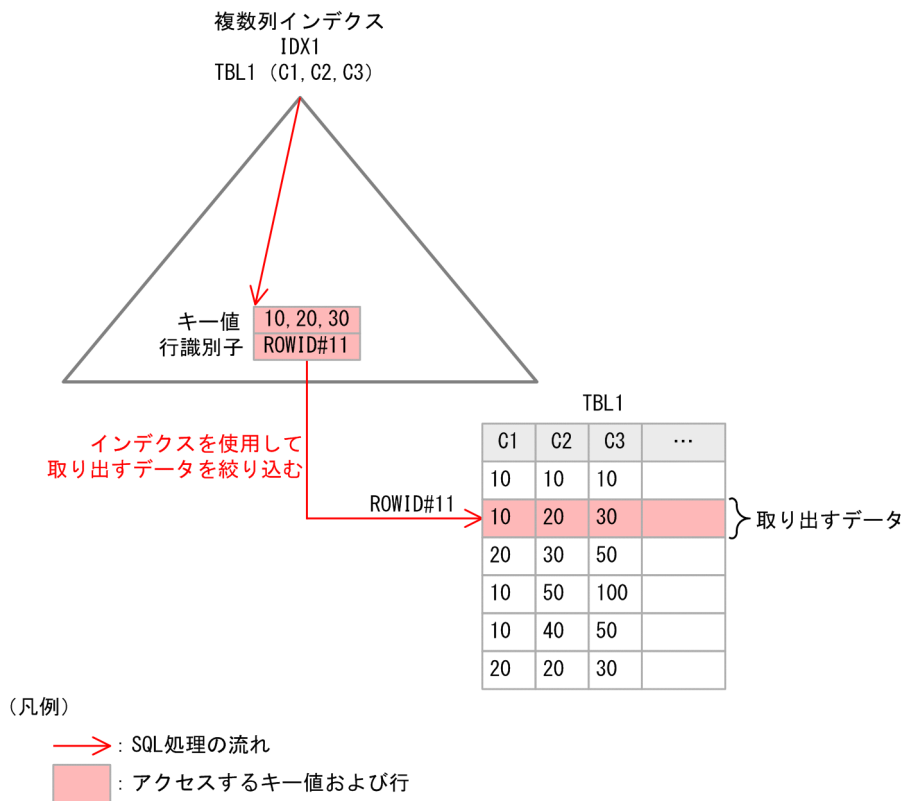 複数列インデクス
IDX1
TBL1 (C1,C2,C3)
キー値 10,20,30
行識別子 ROWID#11
インデクスを使用して
取り出すデータを絞り込む
ROWID#11
TBL1
C1 C2 C3 …
10 10 10
10 20 30
20 30 50
10 50 100
10 40 50
20 20 30
取り出すデータ
(凡例)
: SQL処理の流れ
: アクセスするキー値および行